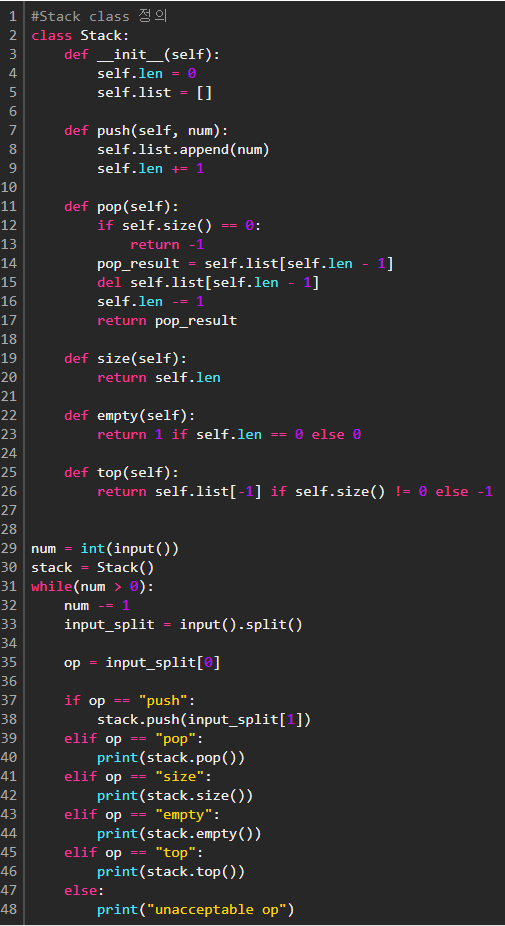 1 #Stack class 정의
2 class Stack:
3     def __init__(self):
4         self.len = 0
5         self.list = []
6
7     def push(self, num):
8         self.list.append(num)
9         self.len += 1
10
11     def pop(self):
12         if self.size() == 0:
13             return -1
14         pop_result = self.list[self.len - 1]
15         del self.list[self.len - 1]
16         self.len -= 1
17         return pop_result
18
19     def size(self):
20         return self.len
21
22     def empty(self):
23         return 1 if self.len == 0 else 0
24
25     def top(self):
26         return self.list[-1] if self.size() != 0 else -1
27
28
29 num = int(input())
30 stack = Stack()
31 while(num > 0):
32     num -= 1
33     input_split = input().split()
34
35     op = input_split[0]
36
37     if op == "push":
38         stack.push(input_split[1])
39     elif op == "pop":
40         print(stack.pop())
41     elif op == "size":
42         print(stack.size())
43     elif op == "empty":
44         print(stack.empty())
45     elif op == "top":
46         print(stack.top())
47     else:
48         print("unacceptable op")